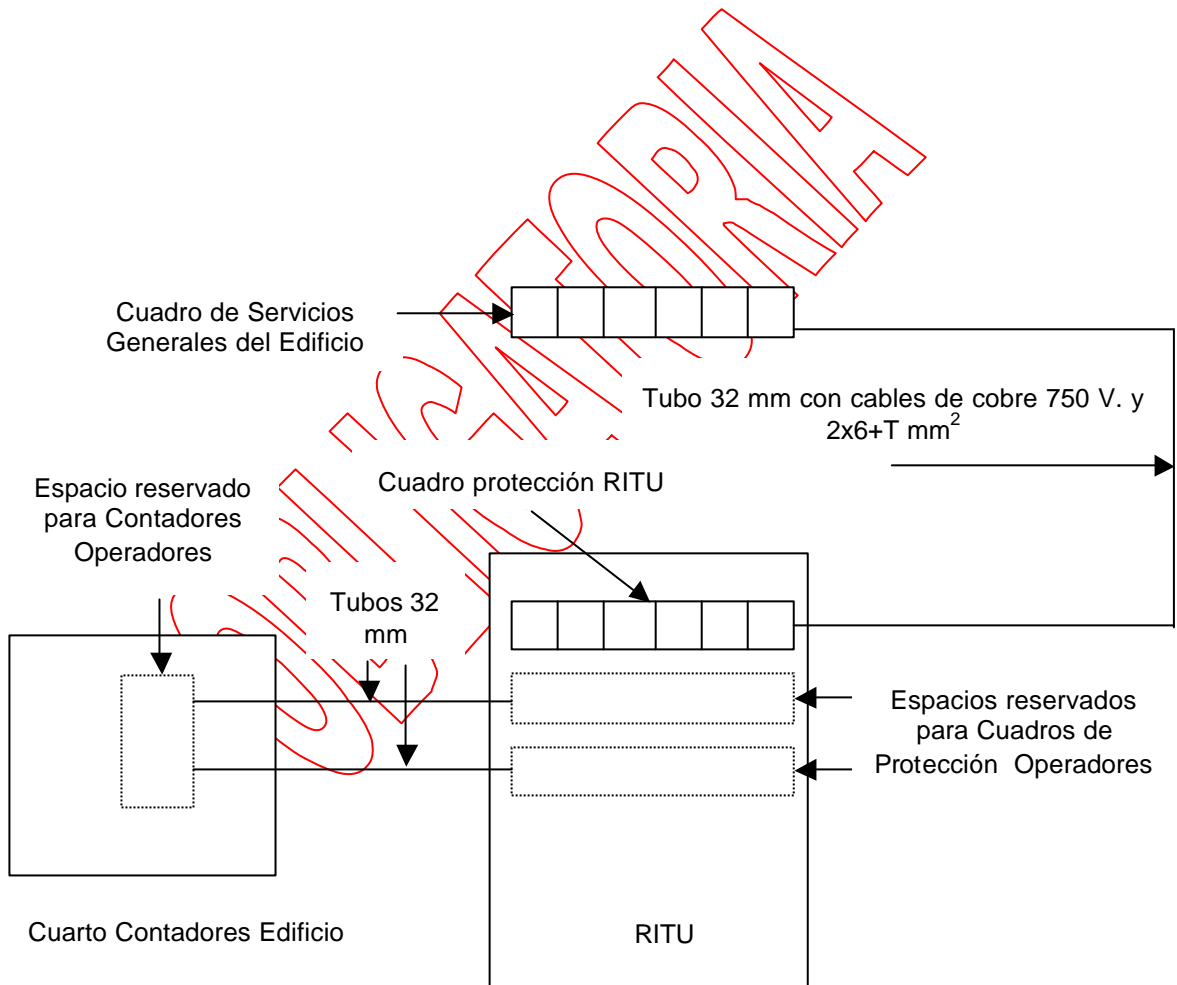 Cuadro de Servicios
Generales del Edificio
Tubo 32 mm con cables de cobre 750 V. y
2x6+T mm2
Espacio reservado
para Contadores
Operadores
Cuadro protección RITU
Tubos 32
mm
Espacios reservados
para Cuadros de
Protección Operadores
Cuarto Contadores Edificio
RITU